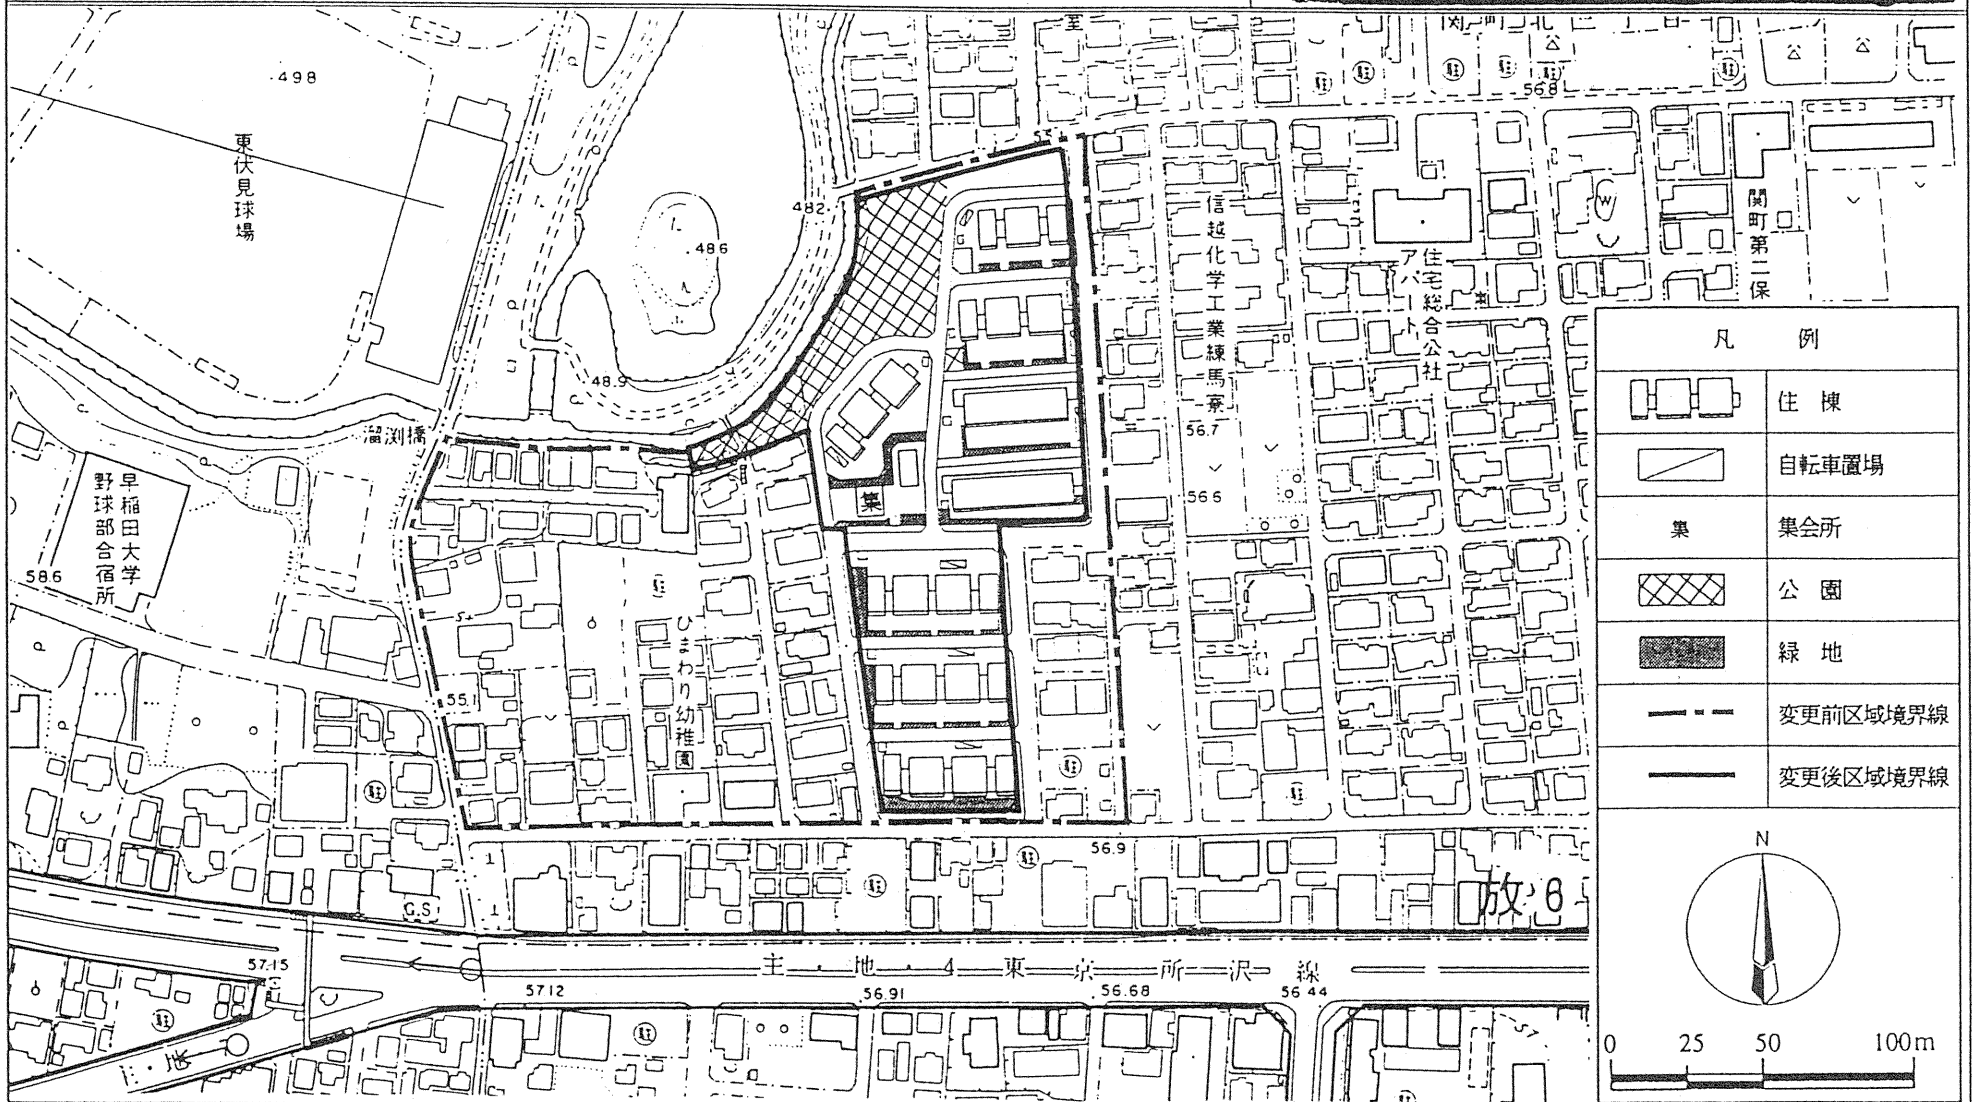 498
東伏見球場
482
486
48.9
溜渕橋
早稲田大学
野球部合宿所
58.6
55.1
ひまわり幼稚園
集
信越化学工業練馬寮
住宅総合公社
アパート
関町第二保
56.8
W
56.7
56.6
56.9
放6
G.S
57.15
主・地・4東京所沢線
57.12
56.91
56.68
56.44
57
凡 例
住 棟
自転車置場
集 集会所
公 園
緑 地
変更前区域境界線
変更後区域境界線
N
0 25 50 100m